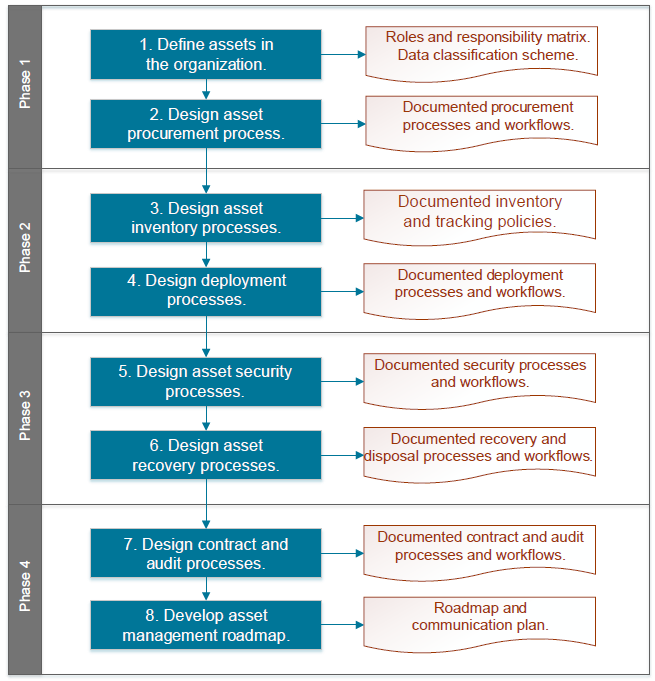 Phase 1
1. Define assets in
the organization.
Roles and responsibility matrix.
Data classification scheme.
2. Design asset
procurement process.
Documented procurement
processes and workflows.
Phase 2
3. Design asset
inventory processes.
Documented inventory
and tracking policies.
4. Design deployment
processes.
Documented deployment
processes and workflows.
Phase 3
5. Design asset security
processes.
Documented security processes
and workflows.
6. Design asset
recovery processes.
Documented recovery and
disposal processes and workflows.
Phase 4
7. Design contract and
audit processes.
Documented contract and audit
processes and workflows.
8. Develop asset
management roadmap.
Roadmap and
communication plan.